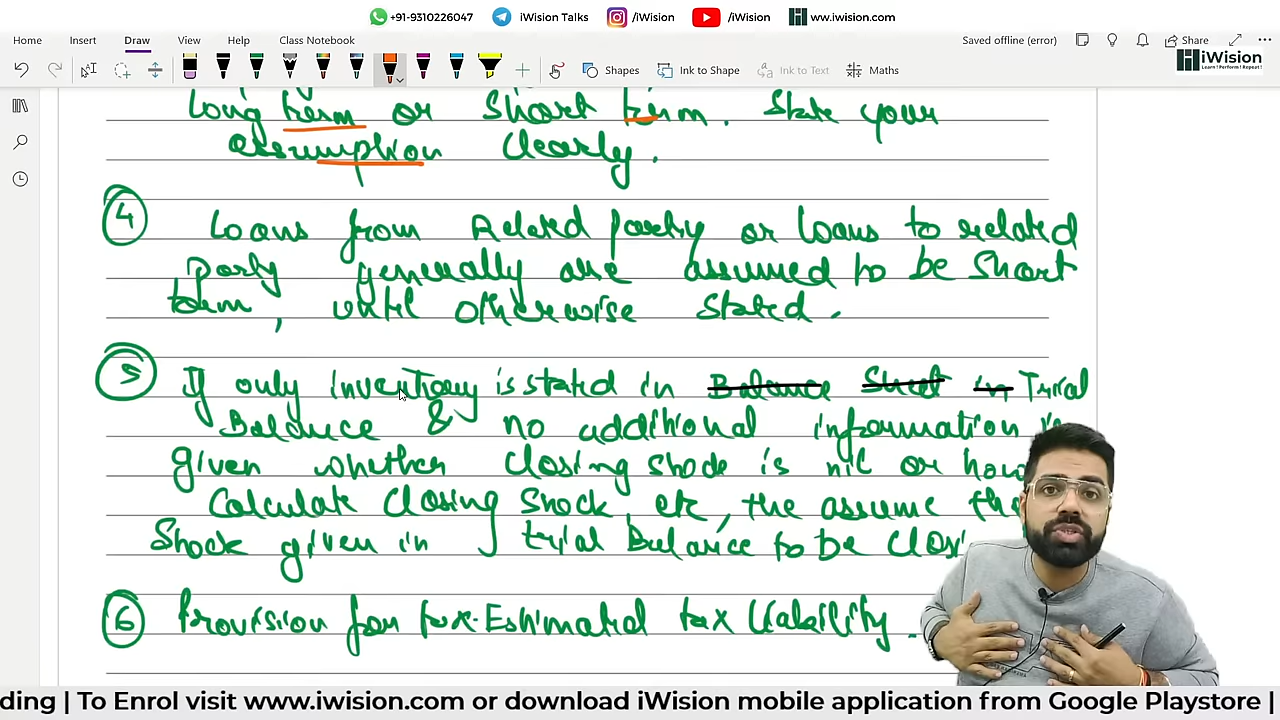 +91-9310226047 iWision Talks /iWision /iWision ww.iwision.com
Home Insert Draw View Help Class Notebook Saved offline (error) Share
Shapes Ink to Shape Ink to Text Maths
iWision
Learn! Perform! Repeat!
Long term or Short term. State your
assumption clearly.
4 Loans from Related party or loans to related
party generally are assumed to be Short
term, until otherwise stated.
5 If only inventory is stated in Balance Sheet in Trial
Balance & no additional information
given whether closing stock is nil or how
Calculate Closing Stock, etc, the assume
Stock given in trial Balance to be
6 Provision for tax-Estimated tax liability.
ding | To Enrol visit www.iwision.com or download iWision mobile application from Google Playstore |